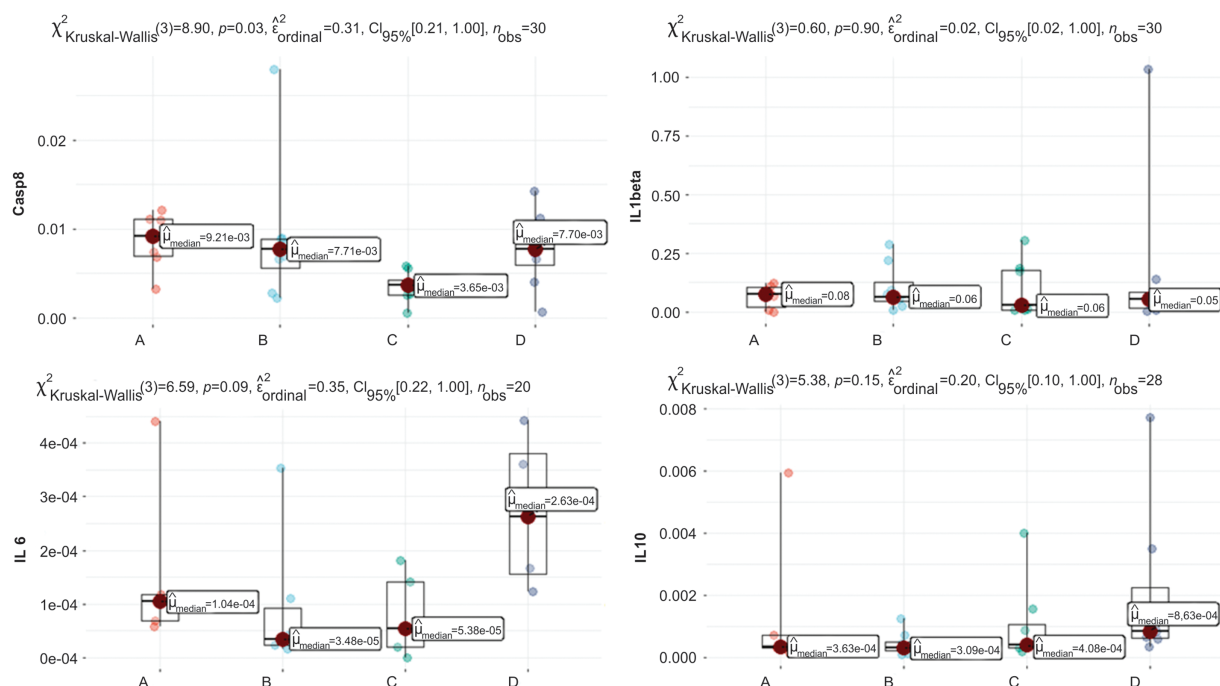 χ²Kruskal-Wallis(3)=8.90, p=0.03, ε̂²ordinal=0.31, CI95%[0.21, 1.00], nobs=30
Casp8
0.02
0.01
0.00
μ̂median=9.21e-03
μ̂median=7.71e-03
μ̂median=3.65e-03
μ̂median=7.70e-03
A B C D
χ²Kruskal-Wallis(3)=0.60, p=0.90, ε̂²ordinal=0.02, CI95%[0.02, 1.00], nobs=30
IL1beta
1.00
0.75
0.50
0.25
0.00
μ̂median=0.08
μ̂median=0.06
μ̂median=0.06
μ̂median=0.05
A B C D
χ²Kruskal-Wallis(3)=6.59, p=0.09, ε̂²ordinal=0.35, CI95%[0.22, 1.00], nobs=20
IL 6
4e-04
3e-04
2e-04
1e-04
0e-04
μ̂median=1.04e-04
μ̂median=3.48e-05
μ̂median=5.38e-05
μ̂median=2.63e-04
A B C D
χ²Kruskal-Wallis(3)=5.38, p=0.15, ε̂²ordinal=0.20, CI95%[0.10, 1.00], nobs=28
IL10
0.008
0.006
0.004
0.002
0.000
μ̂median=3.63e-04
μ̂median=3.09e-04
μ̂median=4.08e-04
μ̂median=8,63e-04
A B C D